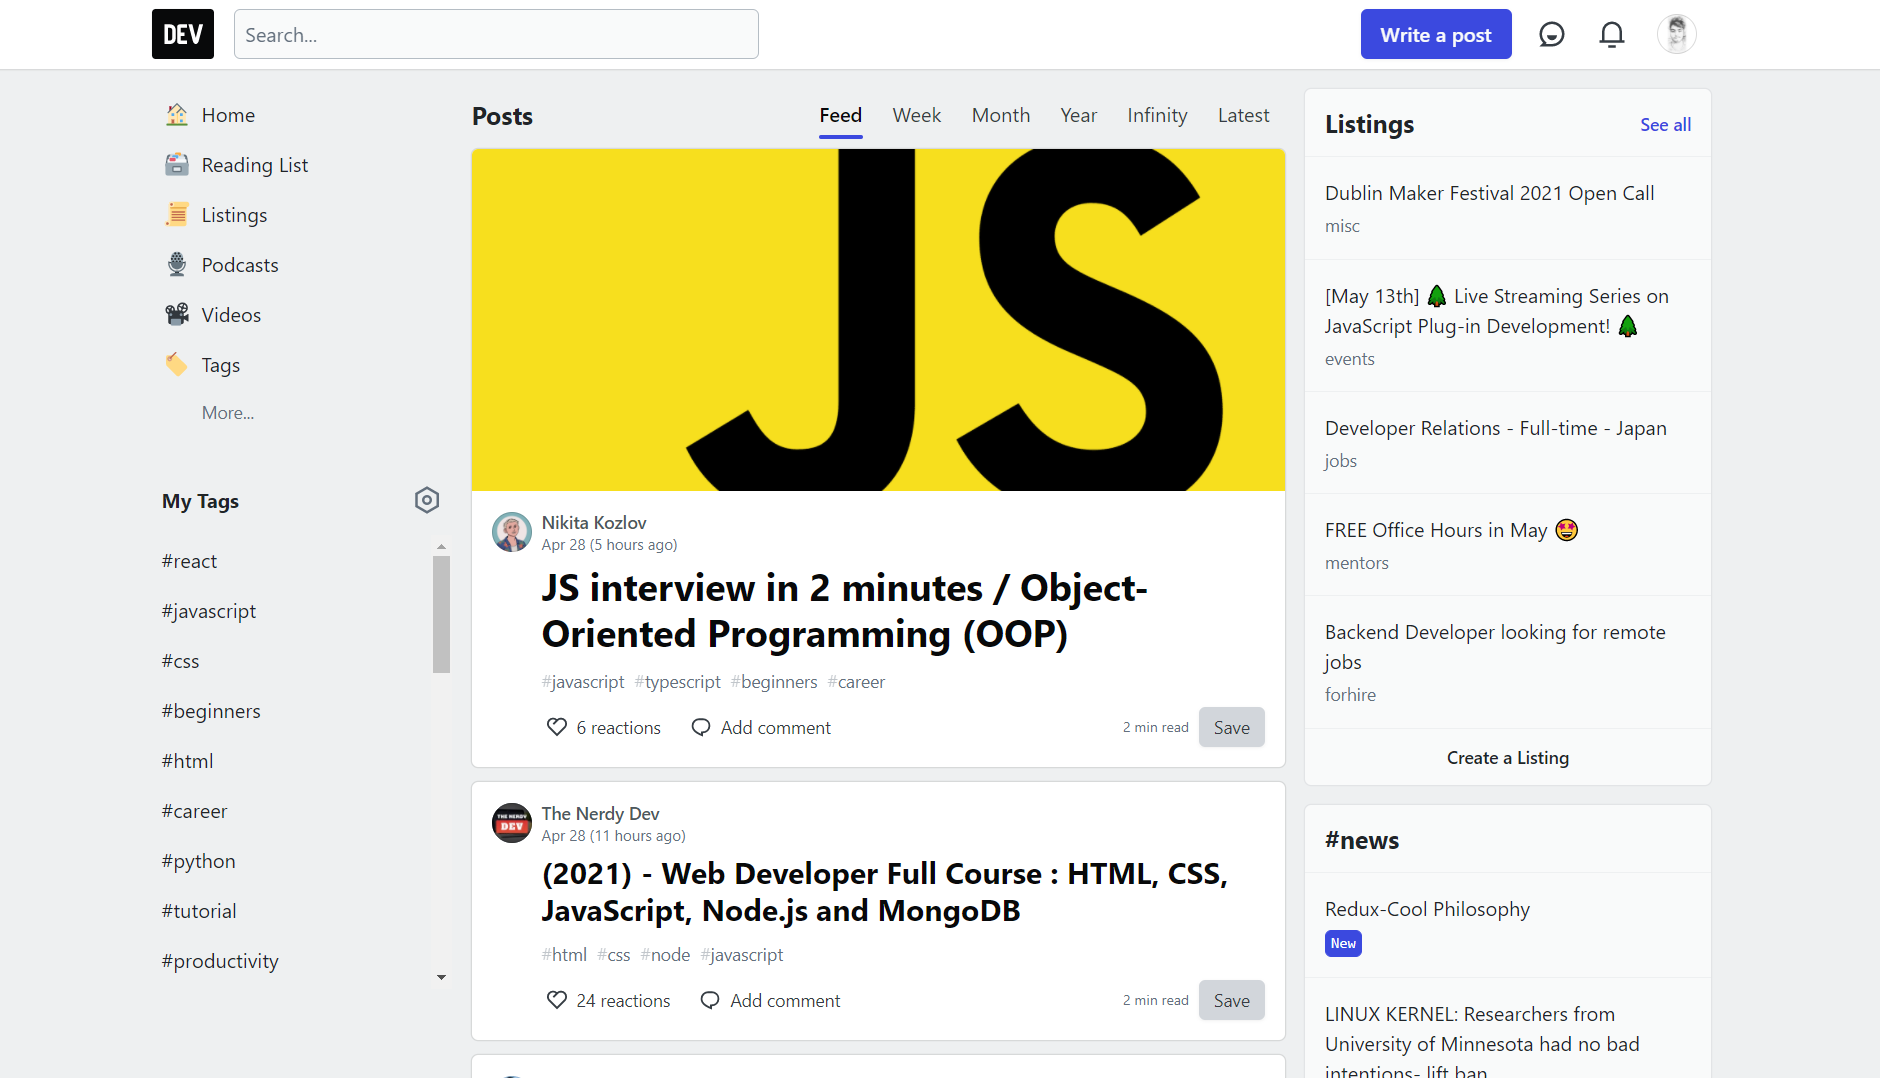 DEV
Search...
Write a post
Home
Reading List
Listings
Podcasts
Videos
Tags
More...
My Tags
#react
#javascript
#css
#beginners
#html
#career
#python
#tutorial
#productivity
Posts
Feed Week Month Year Infinity Latest
JS
Nikita Kozlov
Apr 28 (5 hours ago)
JS interview in 2 minutes / Object-
Oriented Programming (OOP)
#javascript #typescript #beginners #career
6 reactions Add comment 2 min read Save
THE NERDY
DEV
The Nerdy Dev
Apr 28 (11 hours ago)
(2021) - Web Developer Full Course : HTML, CSS,
JavaScript, Node.js and MongoDB
#html #css #node #javascript
24 reactions Add comment 2 min read Save
Listings See all
Dublin Maker Festival 2021 Open Call
misc
[May 13th] 🌲 Live Streaming Series on
JavaScript Plug-in Development! 🌲
events
Developer Relations - Full-time - Japan
jobs
FREE Office Hours in May 🤩
mentors
Backend Developer looking for remote
jobs
forhire
Create a Listing
#news
Redux-Cool Philosophy
New
LINUX KERNEL: Researchers from
University of Minnesota had no bad
intentions- lift ban